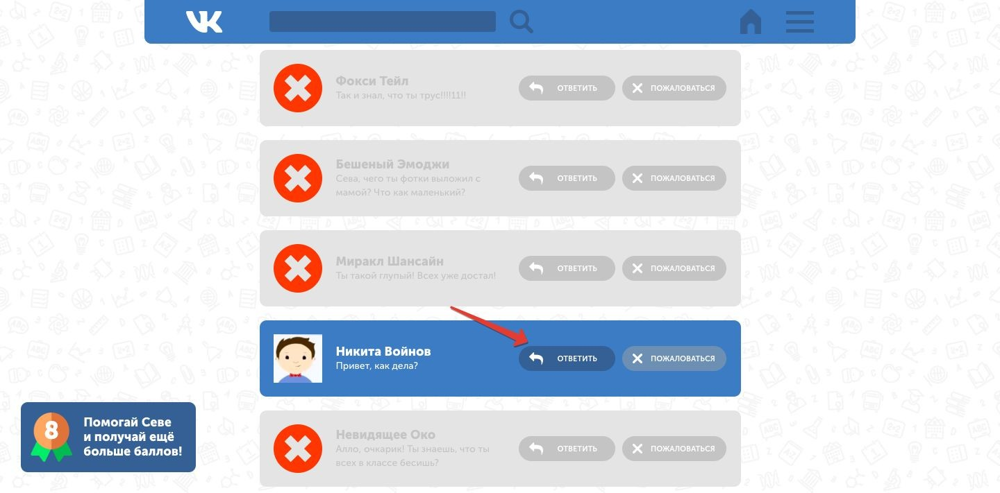 Фокси Тейл
Так и знал, что ты трус!!!!11!!
ОТВЕТИТЬ
ПОЖАЛОВАТЬСЯ
Бешеный Эмоджи
Сева, чего ты фотки выложил с
мамой? Что как маленький?
ОТВЕТИТЬ
ПОЖАЛОВАТЬСЯ
Миракл Шансайн
Ты такой глупый! Всех уже достал!
ОТВЕТИТЬ
ПОЖАЛОВАТЬСЯ
Никита Войнов
Привет, как дела?
ОТВЕТИТЬ
ПОЖАЛОВАТЬСЯ
Невидящее Око
Алло, очкарик! Ты знаешь, что ты
всех в классе бесишь?
ОТВЕТИТЬ
ПОЖАЛОВАТЬСЯ
8
Помогай Севе
и получай ещё
больше баллов!